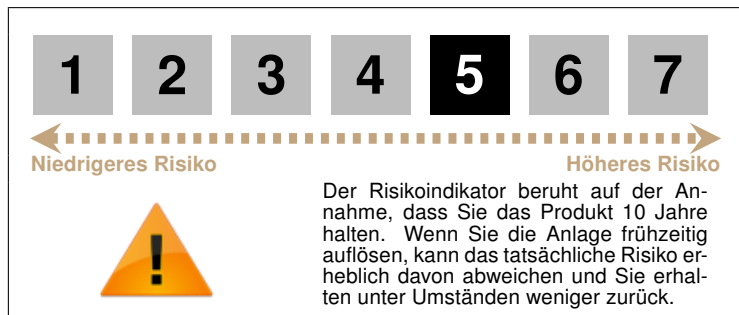 1 2 3 4 5 6 7
Niedrigeres Risiko Höheres Risiko
!
Der Risikoindikator beruht auf der An-
nahme, dass Sie das Produkt 10 Jahre
halten. Wenn Sie die Anlage frühzeitig
auflösen, kann das tatsächliche Risiko er-
heblich davon abweichen und Sie erhal-
ten unter Umständen weniger zurück.